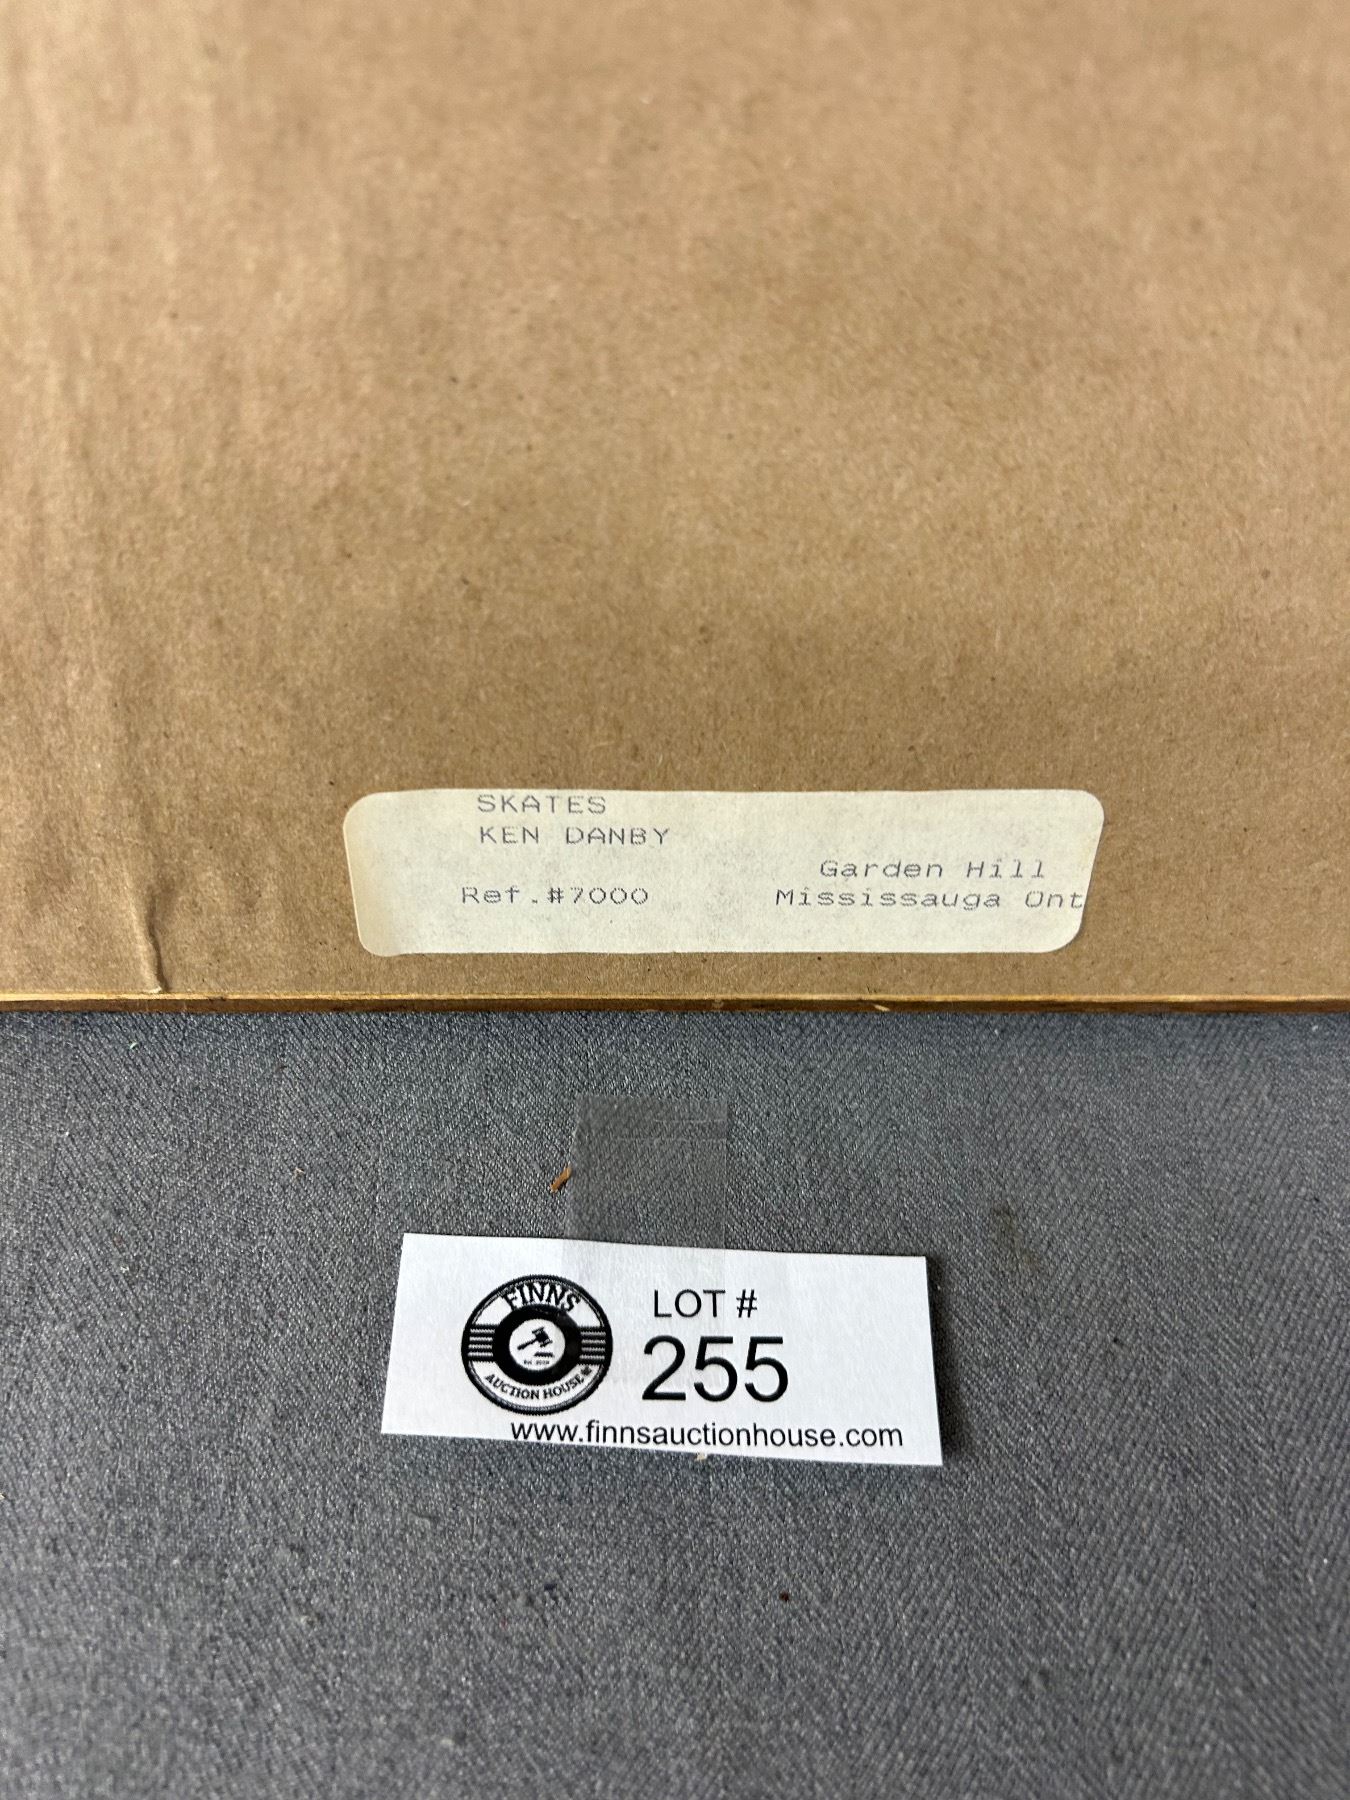 SKATES
KEN DANBY
Garden Hill
Ref.#7000 Mississauga Ont
FINNS
AUCTION HOUSE
LOT #
255
www.finnsauctionhouse.com